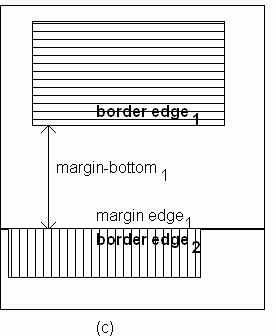 border edge 1
margin-bottom 1
margin edge 1
border edge 2
(c)